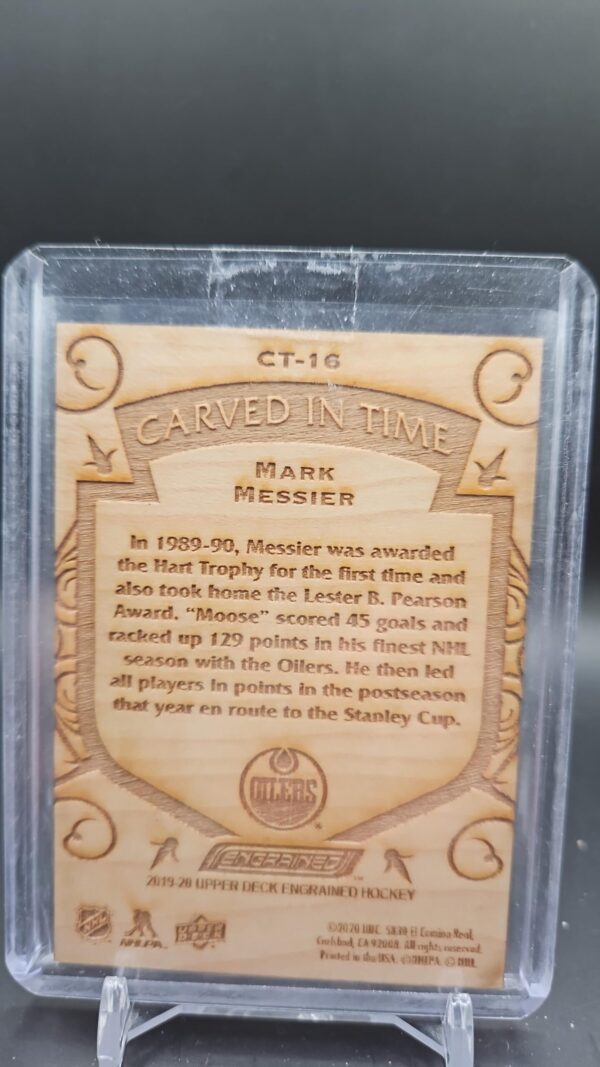 CT-16
CARVED IN TIME
MARK
MESSIER
In 1989-90, Messier was awarded
the Hart Trophy for the first time and
also took home the Lester B. Pearson
Award. "Moose" scored 45 goals and
racked up 129 points in his finest NHL
season with the Oilers. He then led
all players in points in the postseason
that year en route to the Stanley Cup.
OILERS
ENGRAINED
2019-20 UPPER DECK ENGRAINED HOCKEY
NHL
NHLPA
UPPER DECK
©2020 UDC. 5830 El Camino Real,
Carlsbad, CA 92008. All rights reserved.
Printed in the USA. ©NHLPA. © NHL